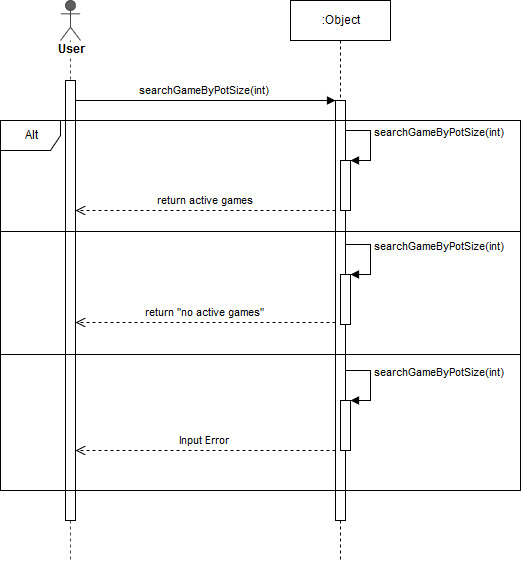 :Object
User
searchGameByPotSize(int)
Alt
searchGameByPotSize(int)
return active games
searchGameByPotSize(int)
return "no active games"
searchGameByPotSize(int)
Input Error